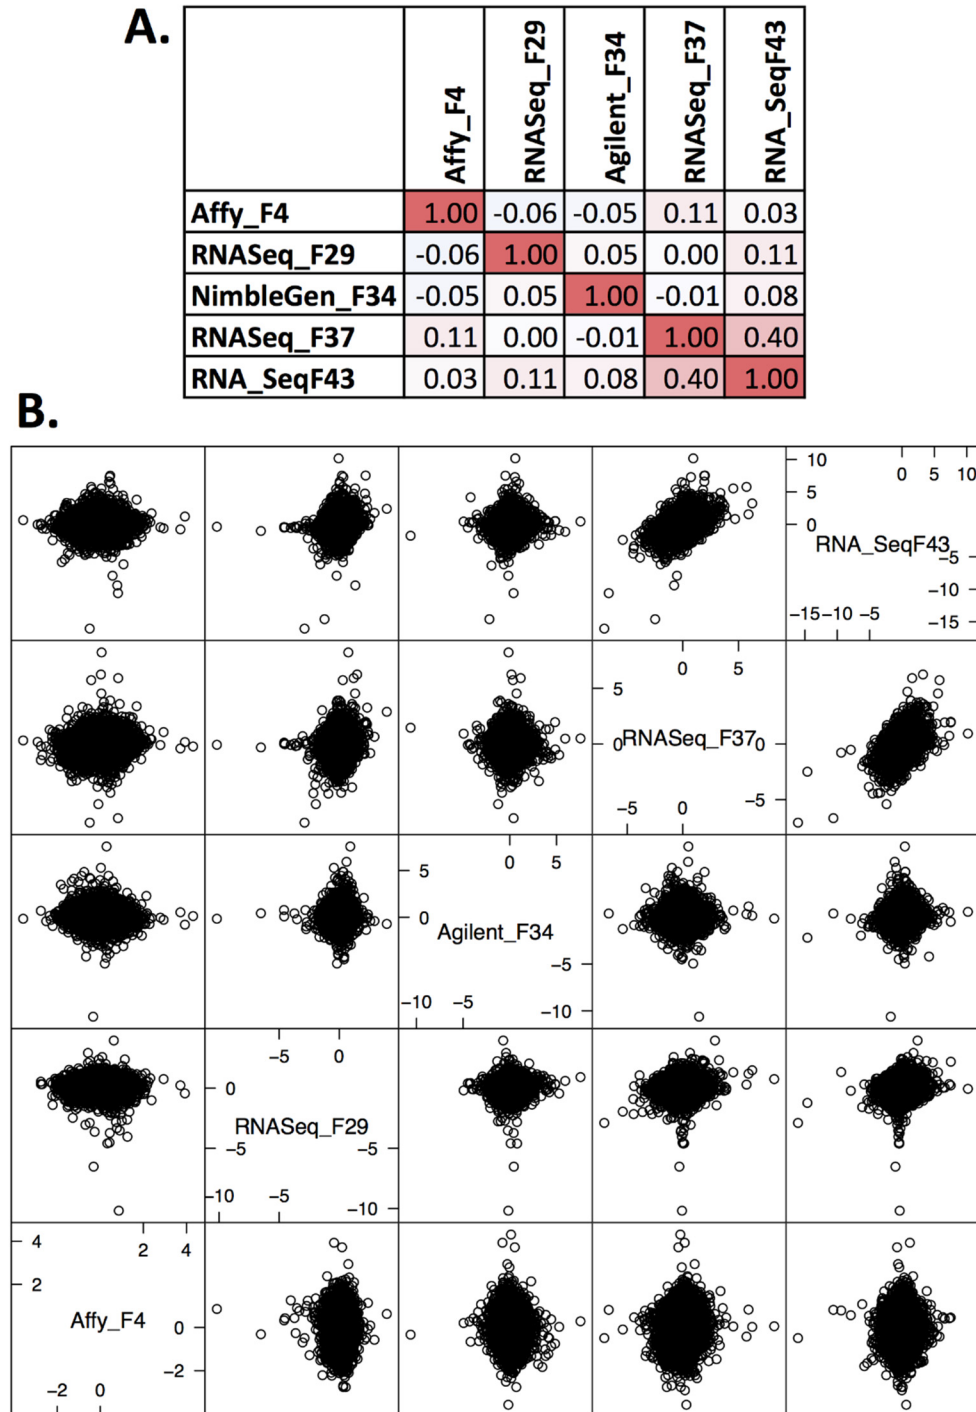 A.
Affy_F4 RNASeq_F29 Agilent_F34 RNASeq_F37 RNA_SeqF43
Affy_F4 1.00 -0.06 -0.05 0.11 0.03
RNASeq_F29 -0.06 1.00 0.05 0.00 0.11
NimbleGen_F34 -0.05 0.05 1.00 -0.01 0.08
RNASeq_F37 0.11 0.00 -0.01 1.00 0.40
RNA_SeqF43 0.03 0.11 0.08 0.40 1.00
B.
10 0 5 10
5
0
RNA_SeqF43 −5
−10
−15 −10 −5 −15
0 5
5
0 RNASeq_F37 0
−5 0 −5
0 5
5
0
Agilent_F34
−5
−10 −5 −10
−5 0
0
RNASeq_F29
−5 −5
−10 −5 −10
4 2 4
2
Affy_F4 0
−2
−2 0